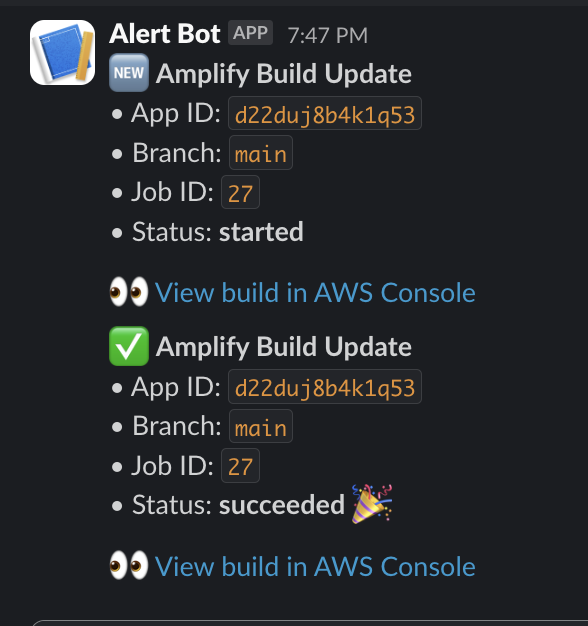 Alert Bot APP 7:47 PM
🆕 Amplify Build Update
• App ID: d22duj8b4k1q53
• Branch: main
• Job ID: 27
• Status: started
👀 View build in AWS Console
✅ Amplify Build Update
• App ID: d22duj8b4k1q53
• Branch: main
• Job ID: 27
• Status: succeeded 🎉
👀 View build in AWS Console